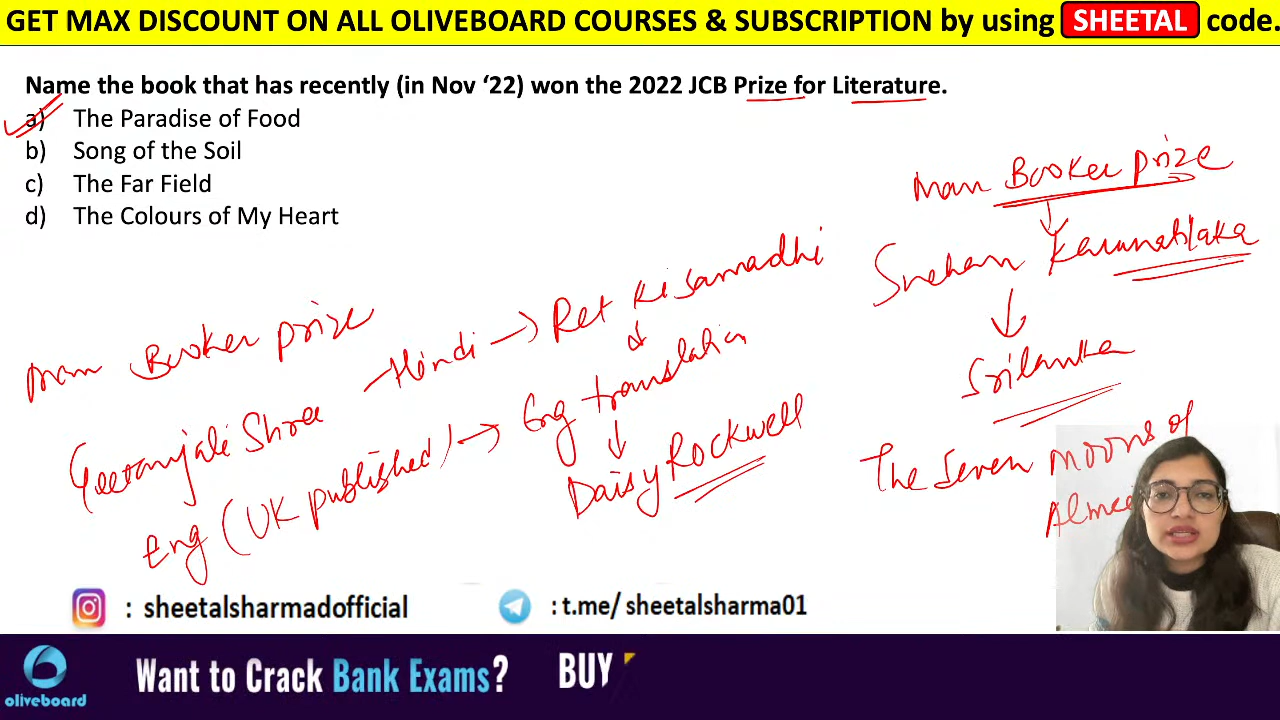 GET MAX DISCOUNT ON ALL OLIVEBOARD COURSES & SUBSCRIPTION by using SHEETAL code.
Name the book that has recently (in Nov ‘22) won the 2022 JCB Prize for Literature.
a) The Paradise of Food
b) Song of the Soil
c) The Far Field
d) The Colours of My Heart
Man Booker prize
Karunatilaka
Srilanka
The Seven Moons of
Man Booker prize
Geetanjali Shree
Hindi → Ret ki samadhi
Eng (UK published) → Eng translation
Daisy Rockwell
: sheetalsharmadofficial
: t.me/ sheetalsharma01
oliveboard
Want to Crack Bank Exams?
BUY